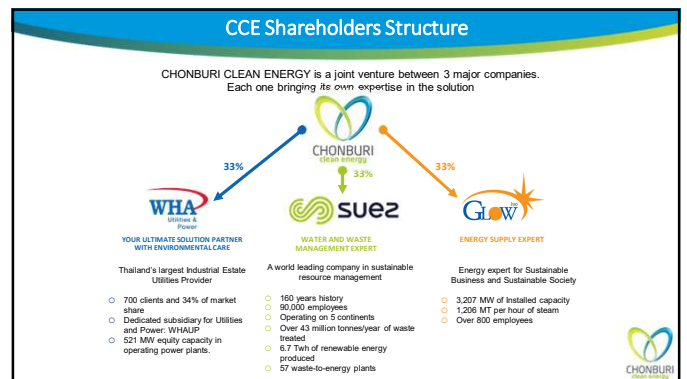 CCE Shareholders Structure
CHONBURI CLEAN ENERGY is a joint venture between 3 major companies.
Each one bringing its own expertise in the solution
CHONBURI
clean energy
33%
33%
33%
WHA
Utilities &
Power
suez
GLOW
YOUR ULTIMATE SOLUTION PARTNER
WITH ENVIRONMENTAL CARE
Thailand's largest Industrial Estate
Utilities Provider
700 clients and 34% of market
share
Dedicated subsidiary for Utilities
and Power: WHAUP
521 MW equity capacity in
operating power plants.
WATER AND WASTE
MANAGEMENT EXPERT
A world leading company in sustainable
resource management
160 years history
90,000 employees
Operating on 5 continents
Over 43 million tonnes/year of waste
treated
6.7 Twh of renewable energy
produced
57 waste-to-energy plants
ENERGY SUPPLY EXPERT
Energy expert for Sustainable
Business and Sustainable Society
3,207 MW of Installed capacity
1,206 MT per hour of steam
Over 800 employees
CHONBURI
clean energy